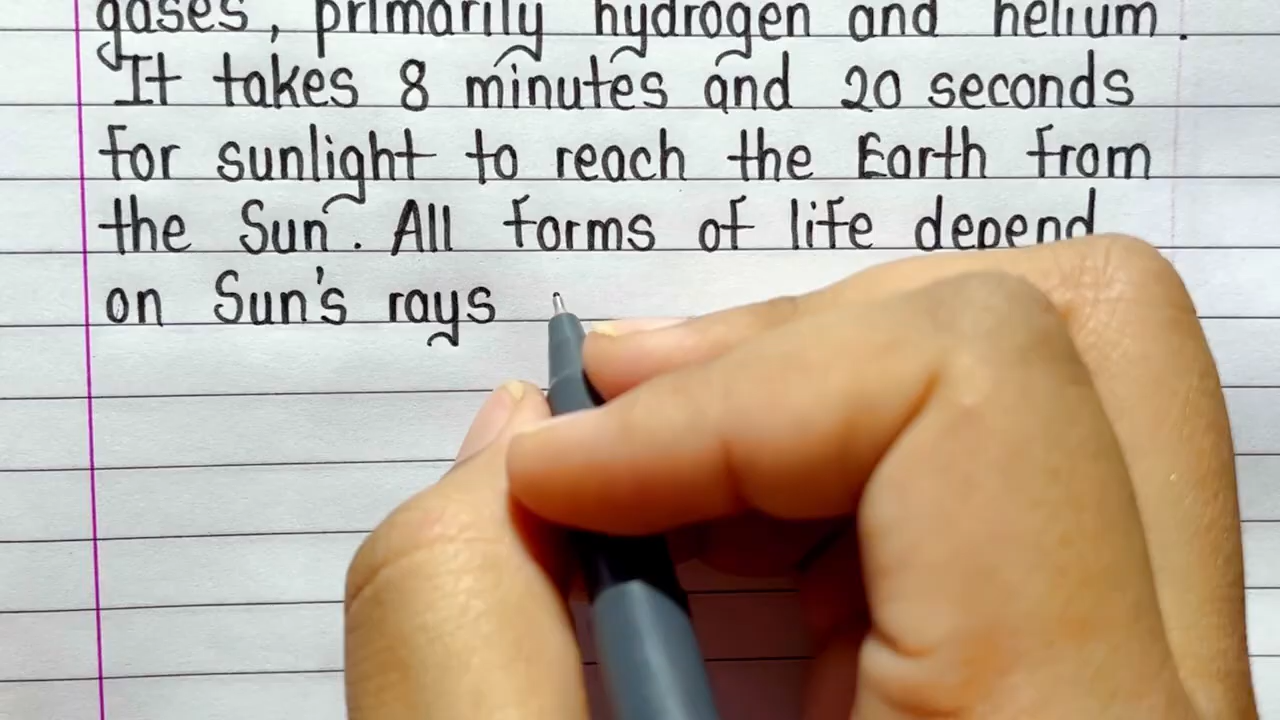 gases, primarily hydrogen and helium.
It takes 8 minutes and 20 seconds
for sunlight to reach the Earth from
the Sun. All forms of life depend
on Sun's rays